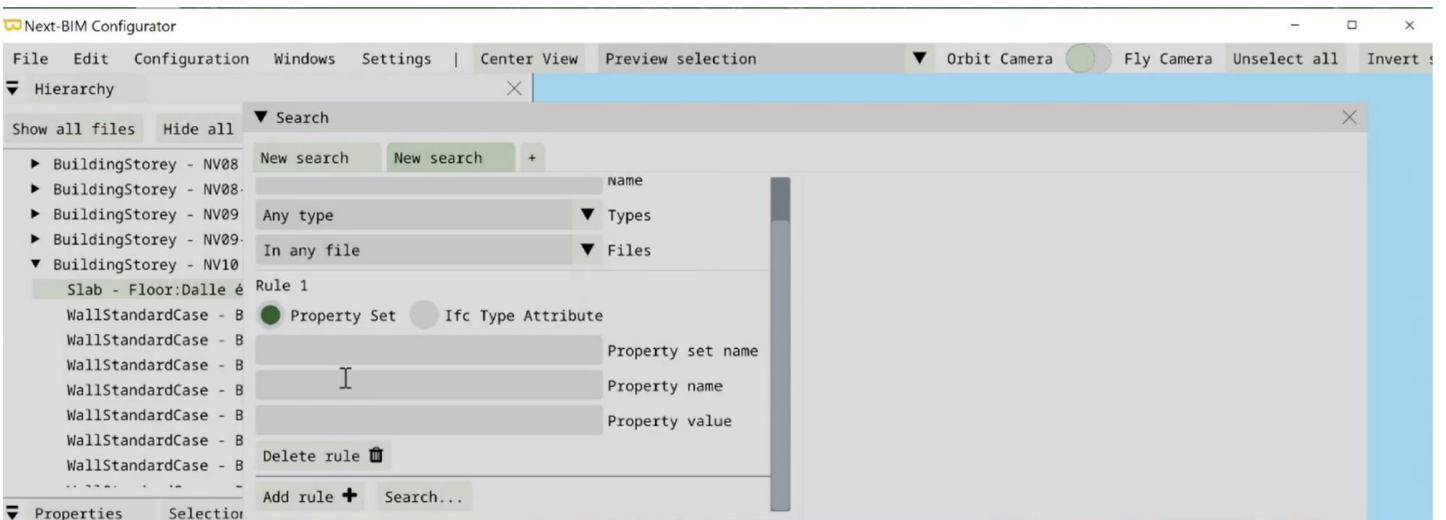 Next-BIM Configurator
File Edit Configuration Windows Settings | Center View Preview selection Orbit Camera Fly Camera Unselect all Invert
Hierarchy
Show all files Hide all
BuildingStorey - NV08
BuildingStorey - NV08-
BuildingStorey - NV09
BuildingStorey - NV09-
BuildingStorey - NV10
Slab - Floor:Dalle é
WallStandardCase - B
WallStandardCase - B
WallStandardCase - B
WallStandardCase - B
WallStandardCase - B
WallStandardCase - B
WallStandardCase - B
Properties Selection
Search
New search New search +
Name
Any type Types
In any file Files
Rule 1
Property Set Ifc Type Attribute
Property set name
Property name
Property value
Delete rule
Add rule Search...